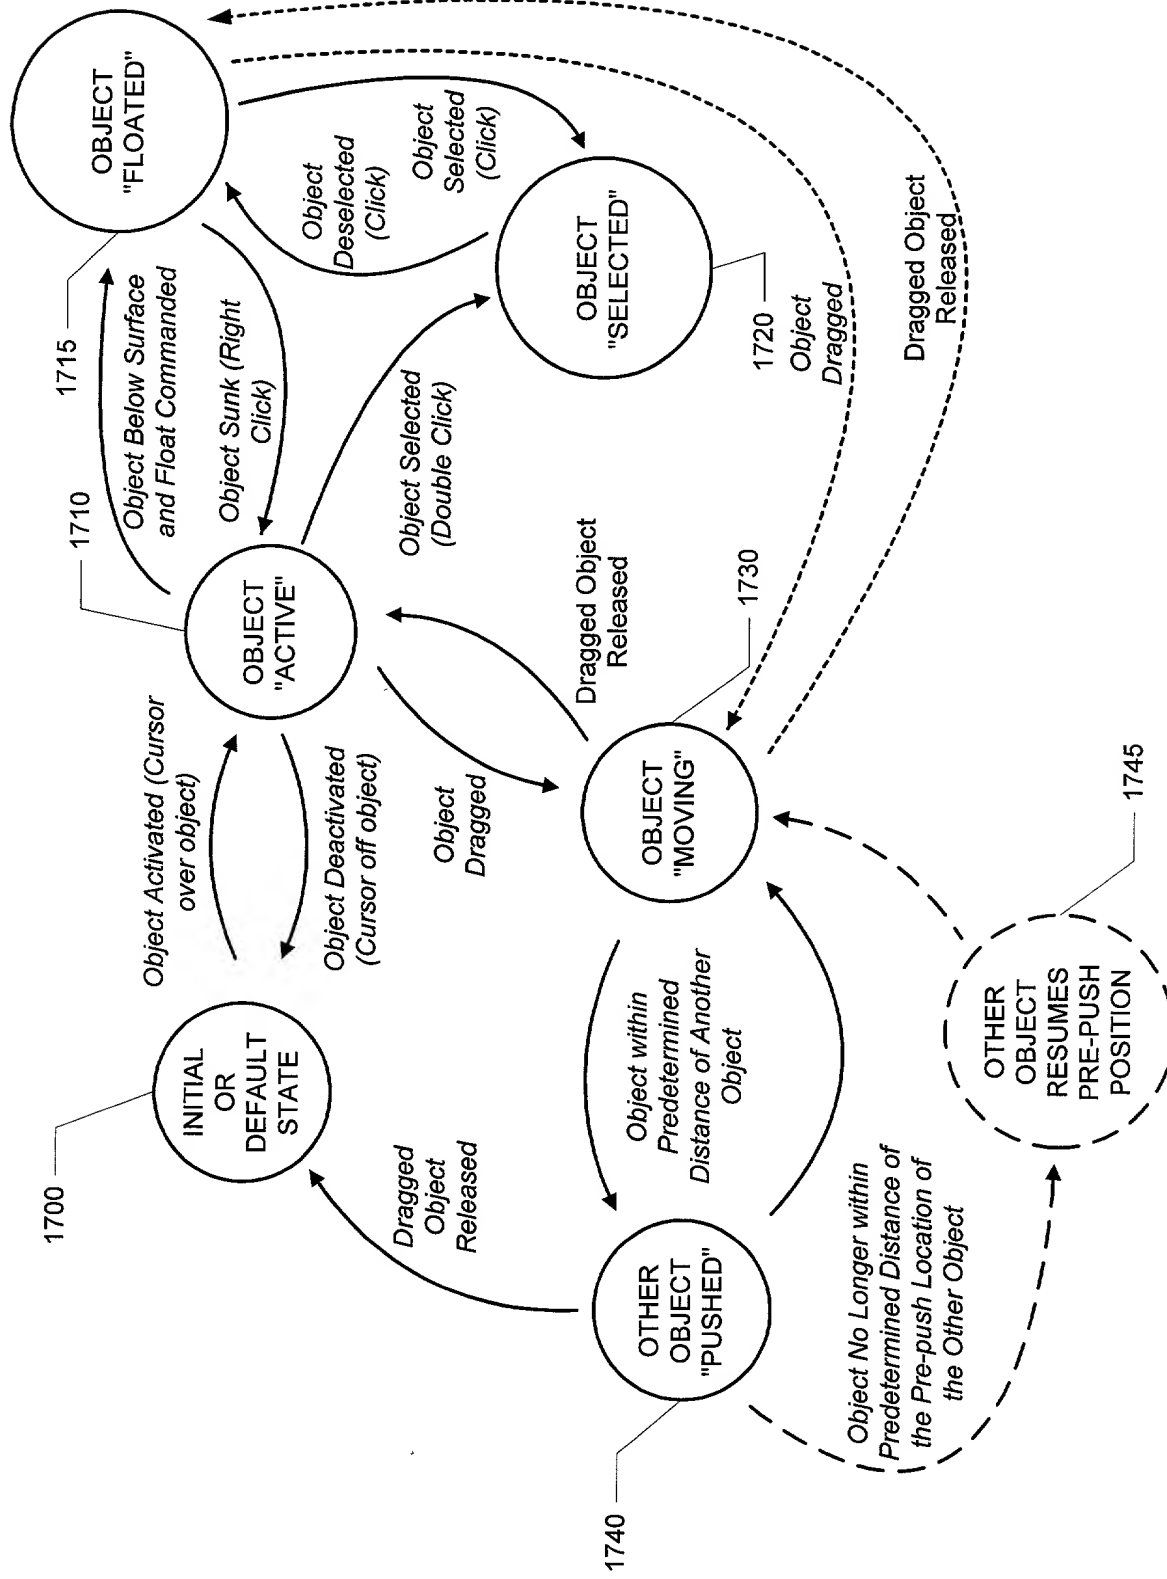 1700
INITIAL
OR
DEFAULT
STATE
Object Activated (Cursor
over object)
Object Deactivated
(Cursor off object)
1710
OBJECT
"ACTIVE"
Object Below Surface
and Float Commanded
Object Sunk (Right
Click)
1715
OBJECT
"FLOATED"
Object
Deselected
(Click)
Object
Selected
(Click)
Object Selected
(Double Click)
OBJECT
"SELECTED"
1720
Object
Dragged
Dragged Object
Released
Dragged
Object
Released
Object
Dragged
Dragged Object
Released
1740
OTHER
OBJECT
"PUSHED"
Object within
Predetermined
Distance of Another
Object
OBJECT
"MOVING"
1730
Object No Longer within
Predetermined Distance of
the Pre-push Location of
the Other Object
OTHER
OBJECT
RESUMES
PRE-PUSH
POSITION
1745